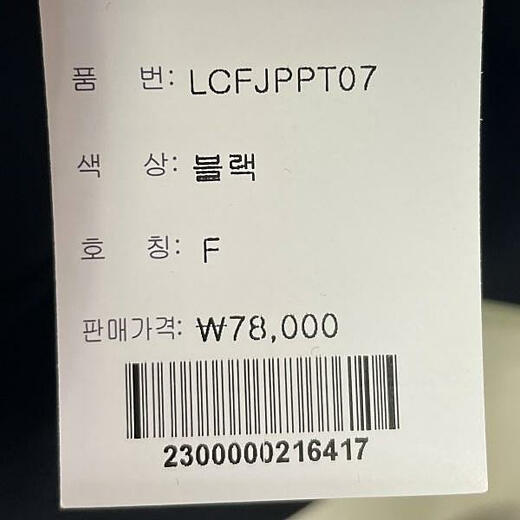 품 번: LCFJPPT07
색 상: 블랙
호 칭: F
판매가격: ₩78,000
2300000216417